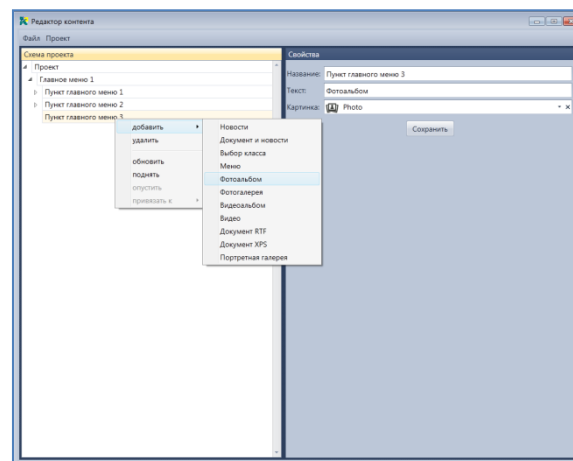 Редактор контента
Файл Проект
Схема проекта
Проект
Главное меню 1
Пункт главного меню 1
Пункт главного меню 2
Пункт главного меню 3
добавить
удалить
обновить
поднять
опустить
привязать к
Новости
Документ и новости
Выбор класса
Меню
Фотоальбом
Фотогалерея
Видеоальбом
Видео
Документ RTF
Документ XPS
Портретная галерея
Свойства
Название: Пункт главного меню 3
Текст: Фотоальбом
Картинка: Photo
Сохранить